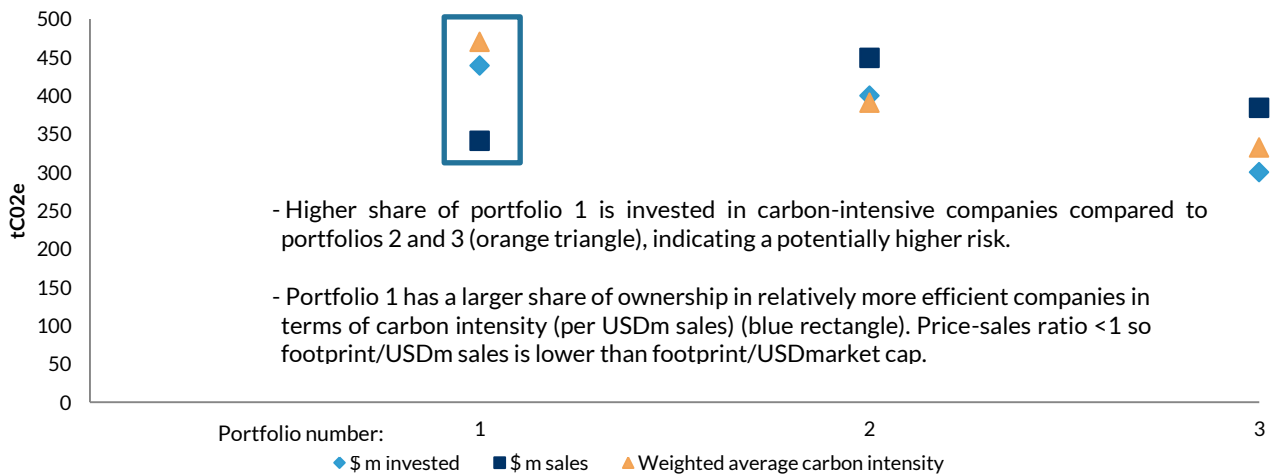 500
450
400
350
300
250
200
150
100
50
0
tC02e
- Higher share of portfolio 1 is invested in carbon-intensive companies compared to
portfolios 2 and 3 (orange triangle), indicating a potentially higher risk.
- Portfolio 1 has a larger share of ownership in relatively more efficient companies in
terms of carbon intensity (per USDm sales) (blue rectangle). Price-sales ratio <1 so
footprint/USDm sales is lower than footprint/USDmarket cap.
Portfolio number: 1 2 3
$ m invested $ m sales Weighted average carbon intensity